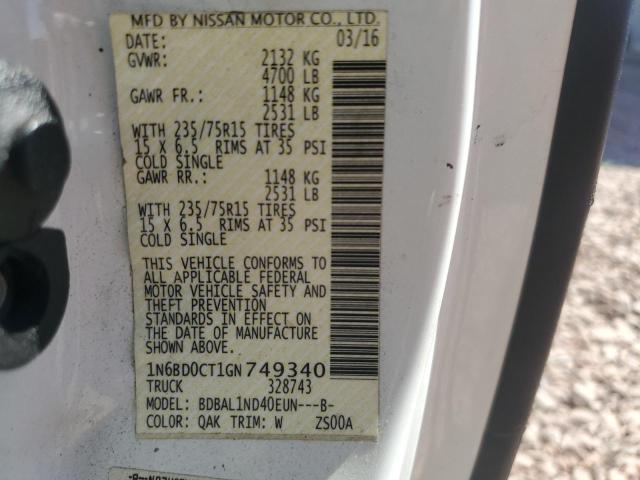 MFD BY NISSAN MOTOR CO., LTD.
DATE: 03/16
GVWR: 2132 KG
4700 LB
GAWR FR.: 1148 KG
2531 LB
WITH 235/75R15 TIRES
15 X 6.5 RIMS AT 35 PSI
COLD SINGLE
GAWR RR.: 1148 KG
2531 LB
WITH 235/75R15 TIRES
15 X 6.5 RIMS AT 35 PSI
COLD SINGLE
THIS VEHICLE CONFORMS TO
ALL APPLICABLE FEDERAL
MOTOR VEHICLE SAFETY AND
THEFT PREVENTION
STANDARDS IN EFFECT ON
THE DATE OF MANUFACTURE
SHOWN ABOVE.
1N6BD0CT1GN749340
TRUCK 328743
MODEL: BDBAL1ND40EUN---B-
COLOR: QAK TRIM: W ZS00A